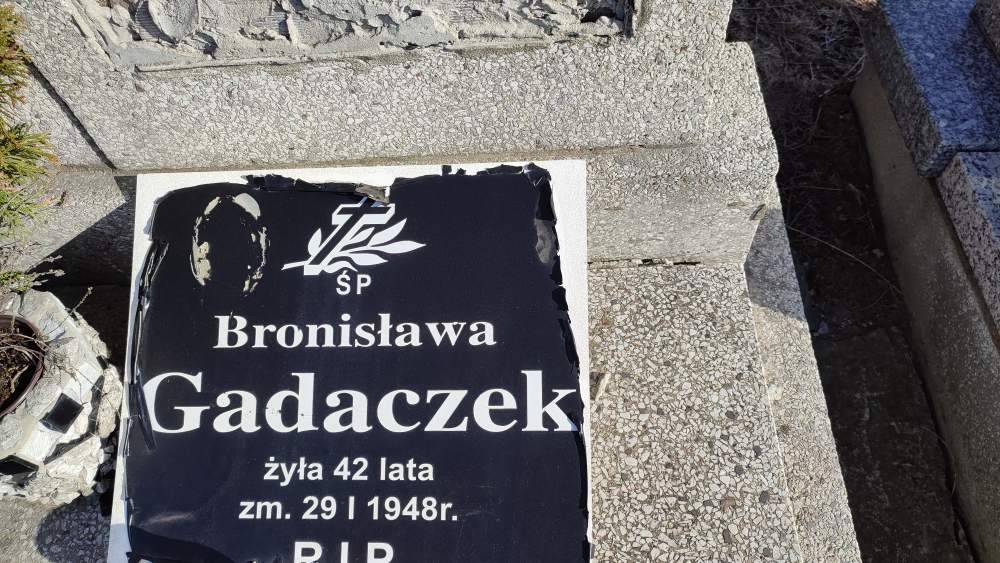 ŚP
Bronisława
Gadaczek
żyła 42 lata
zm. 29 I 1948r.
R.I.P.